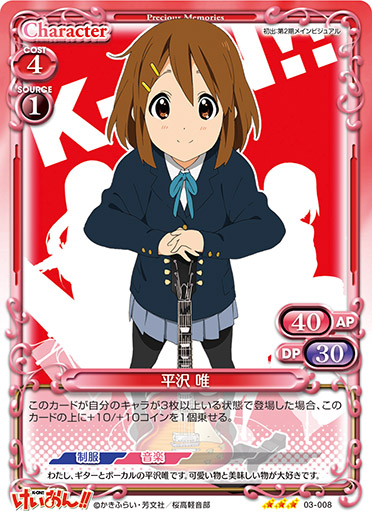 Precious Memories
Character
初出:第2期メインビジュアル
COST
4
SOURCE
1
K-ON!!
40 AP
DP 30
平沢 唯
このカードが自分のキャラが3枚以上いる状態で登場した場合、こ
のカードの上に+10/+10コインを1個乗せる。
制服 音楽
わたし、ギターとボーカルの平沢唯です。可愛い物と美味しい物が大好きです。
けいおん!!
K-ON!
©かきふらい・芳文社/桜高軽音部
03-008